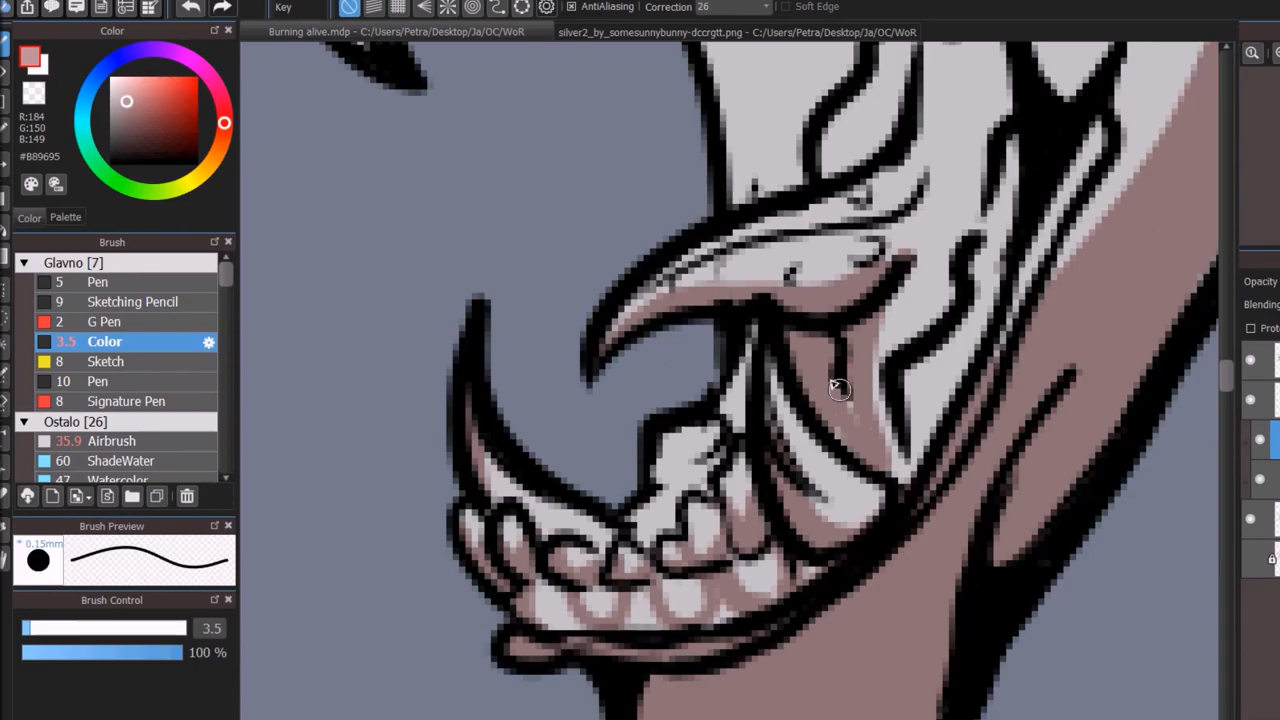 Key
AntiAliasing
Correction 26
Soft Edge
Color
Burning alive.mdp - C:/Users/Petra/Desktop/Ja/OC/WoR
silver2_by_somesunnybunny-dccrgtt.png - C:/Users/Petra/Desktop/Ja/OC/WoR
R:184
G:150
B:149
#B89695
Color Palette
Brush
Glavno [7]
5 Pen
9 Sketching Pencil
2 G Pen
3.5 Color
8 Sketch
10 Pen
8 Signature Pen
Ostalo [26]
35.9 Airbrush
60 ShadeWater
47 Watercolor
Brush Preview
* 0.15mm
Brush Control
3.5
100 %
Opacity
Blending
Prote